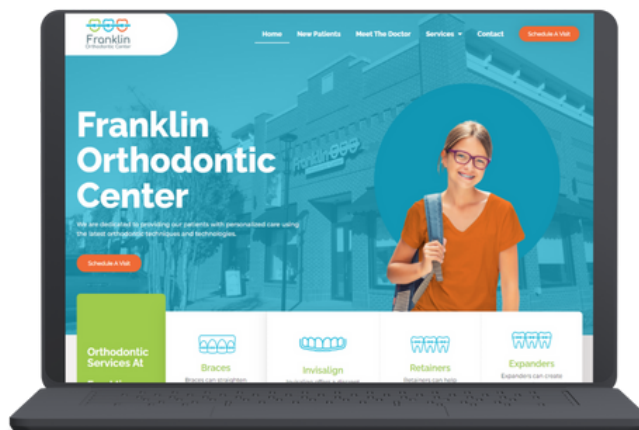 Franklin
Orthodontic Center
Home New Patients Meet The Doctor Services Contact Schedule A Visit
Franklin
Orthodontic
Center
We are dedicated to providing our patients with personalized care using
the latest orthodontic techniques and technologies.
Schedule A Visit
Franklin
Orthodontic
Services At
Braces
Braces can straighten
Invisalign
Retainers
Retainers can help
Expanders
Expanders can create